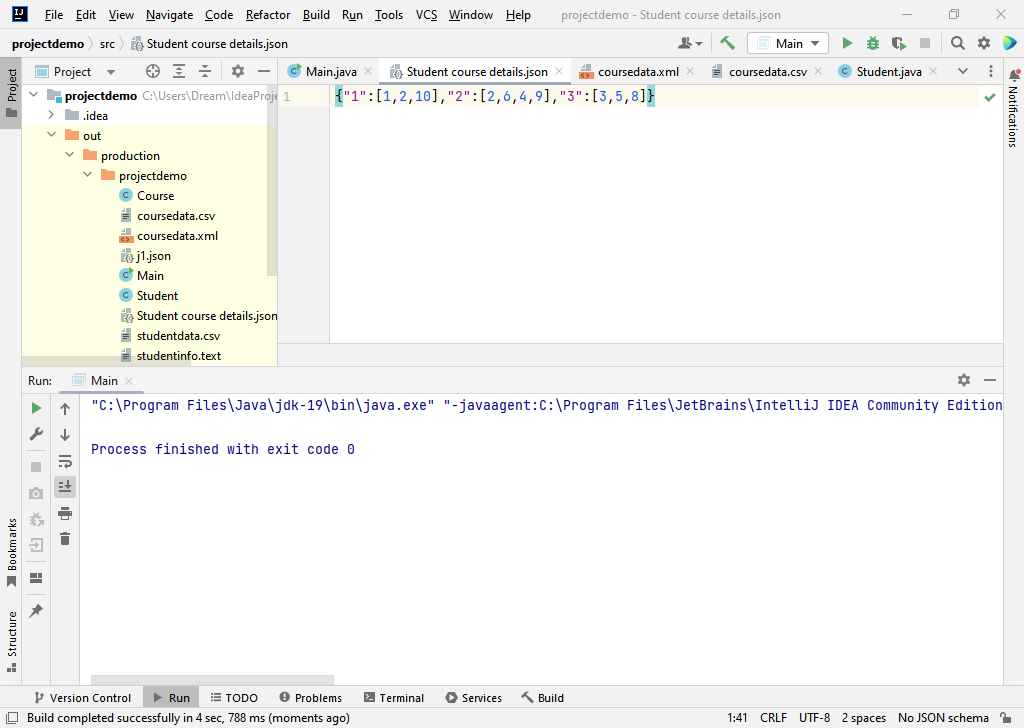 File Edit View Navigate Code Refactor Build Run Tools VCS Window Help projectdemo - Student course details.json
projectdemo src Student course details.json Main
Project Main.java Student course details.json coursedata.xml coursedata.csv Student.java
Project
Notifications
projectdemo C:\Users\Dream\IdeaProje
1 {"1":[1,2,10],"2":[2,6,4,9],"3":[3,5,8]}
.idea
out
production
projectdemo
Course
coursedata.csv
coursedata.xml
j1.json
Main
Student
Student course details.json
studentdata.csv
studentinfo.text
Run: Main
"C:\Program Files\Java\jdk-19\bin\java.exe" "-javaagent:C:\Program Files\JetBrains\IntelliJ IDEA Community Edition
Process finished with exit code 0
Bookmarks
Structure
Version Control Run TODO Problems Terminal Services Build
Build completed successfully in 4 sec, 788 ms (moments ago) 1:41 CRLF UTF-8 2 spaces No JSON schema